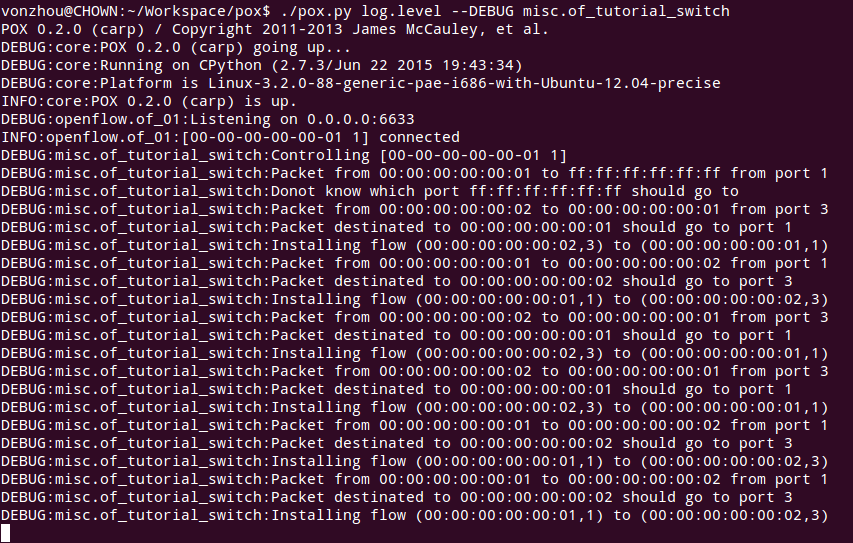 vonzhou@CHOWN:~/Workspace/pox$ ./pox.py log.level --DEBUG misc.of_tutorial_switch
POX 0.2.0 (carp) / Copyright 2011-2013 James McCauley, et al.
DEBUG:core:POX 0.2.0 (carp) going up...
DEBUG:core:Running on CPython (2.7.3/Jun 22 2015 19:43:34)
DEBUG:core:Platform is Linux-3.2.0-88-generic-pae-i686-with-Ubuntu-12.04-precise
INFO:core:POX 0.2.0 (carp) is up.
DEBUG:openflow.of_01:Listening on 0.0.0.0:6633
INFO:openflow.of_01:[00-00-00-00-00-01 1] connected
DEBUG:misc.of_tutorial_switch:Controlling [00-00-00-00-00-01 1]
DEBUG:misc.of_tutorial_switch:Packet from 00:00:00:00:00:01 to ff:ff:ff:ff:ff:ff from port 1
DEBUG:misc.of_tutorial_switch:Donot know which port ff:ff:ff:ff:ff:ff should go to
DEBUG:misc.of_tutorial_switch:Packet from 00:00:00:00:00:02 to 00:00:00:00:00:01 from port 3
DEBUG:misc.of_tutorial_switch:Packet destinated to 00:00:00:00:00:01 should go to port 1
DEBUG:misc.of_tutorial_switch:Installing flow (00:00:00:00:00:02,3) to (00:00:00:00:00:01,1)
DEBUG:misc.of_tutorial_switch:Packet from 00:00:00:00:00:01 to 00:00:00:00:00:02 from port 1
DEBUG:misc.of_tutorial_switch:Packet destinated to 00:00:00:00:00:02 should go to port 3
DEBUG:misc.of_tutorial_switch:Installing flow (00:00:00:00:00:01,1) to (00:00:00:00:00:02,3)
DEBUG:misc.of_tutorial_switch:Packet from 00:00:00:00:00:02 to 00:00:00:00:00:01 from port 3
DEBUG:misc.of_tutorial_switch:Packet destinated to 00:00:00:00:00:01 should go to port 1
DEBUG:misc.of_tutorial_switch:Installing flow (00:00:00:00:00:02,3) to (00:00:00:00:00:01,1)
DEBUG:misc.of_tutorial_switch:Packet from 00:00:00:00:00:02 to 00:00:00:00:00:01 from port 3
DEBUG:misc.of_tutorial_switch:Packet destinated to 00:00:00:00:00:01 should go to port 1
DEBUG:misc.of_tutorial_switch:Installing flow (00:00:00:00:00:02,3) to (00:00:00:00:00:01,1)
DEBUG:misc.of_tutorial_switch:Packet from 00:00:00:00:00:01 to 00:00:00:00:00:02 from port 1
DEBUG:misc.of_tutorial_switch:Packet destinated to 00:00:00:00:00:02 should go to port 3
DEBUG:misc.of_tutorial_switch:Installing flow (00:00:00:00:00:01,1) to (00:00:00:00:00:02,3)
DEBUG:misc.of_tutorial_switch:Packet from 00:00:00:00:00:01 to 00:00:00:00:00:02 from port 1
DEBUG:misc.of_tutorial_switch:Packet destinated to 00:00:00:00:00:02 should go to port 3
DEBUG:misc.of_tutorial_switch:Installing flow (00:00:00:00:00:01,1) to (00:00:00:00:00:02,3)